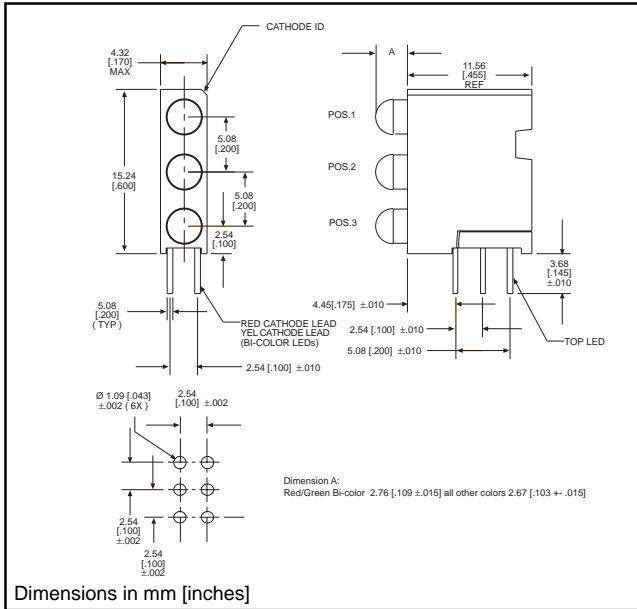 CATHODE ID
4.32
[.170]
MAX
A
11.56
[.455]
REF
POS.1
POS.2
POS.3
5.08
[.200]
15.24
[.600]
5.08
[.200]
2.54
[.100]
3.68
[.145]
±.010
5.08
[.200]
( TYP )
RED CATHODE LEAD
YEL CATHODE LEAD
(BI-COLOR LEDs)
2.54 [.100] ±.010
4.45[.175] ±.010
2.54 [.100] ±.010
5.08 [.200] ±.010
TOP LED
Ø 1.09 [.043]
±.002 ( 6X )
2.54
[.100] ±.002
2.54
[.100]
±.002
2.54
[.100]
±.002
Dimension A:
Red/Green Bi-color 2.76 [.109 ±.015] all other colors 2.67 [.103 +- .015]
Dimensions in mm [inches]